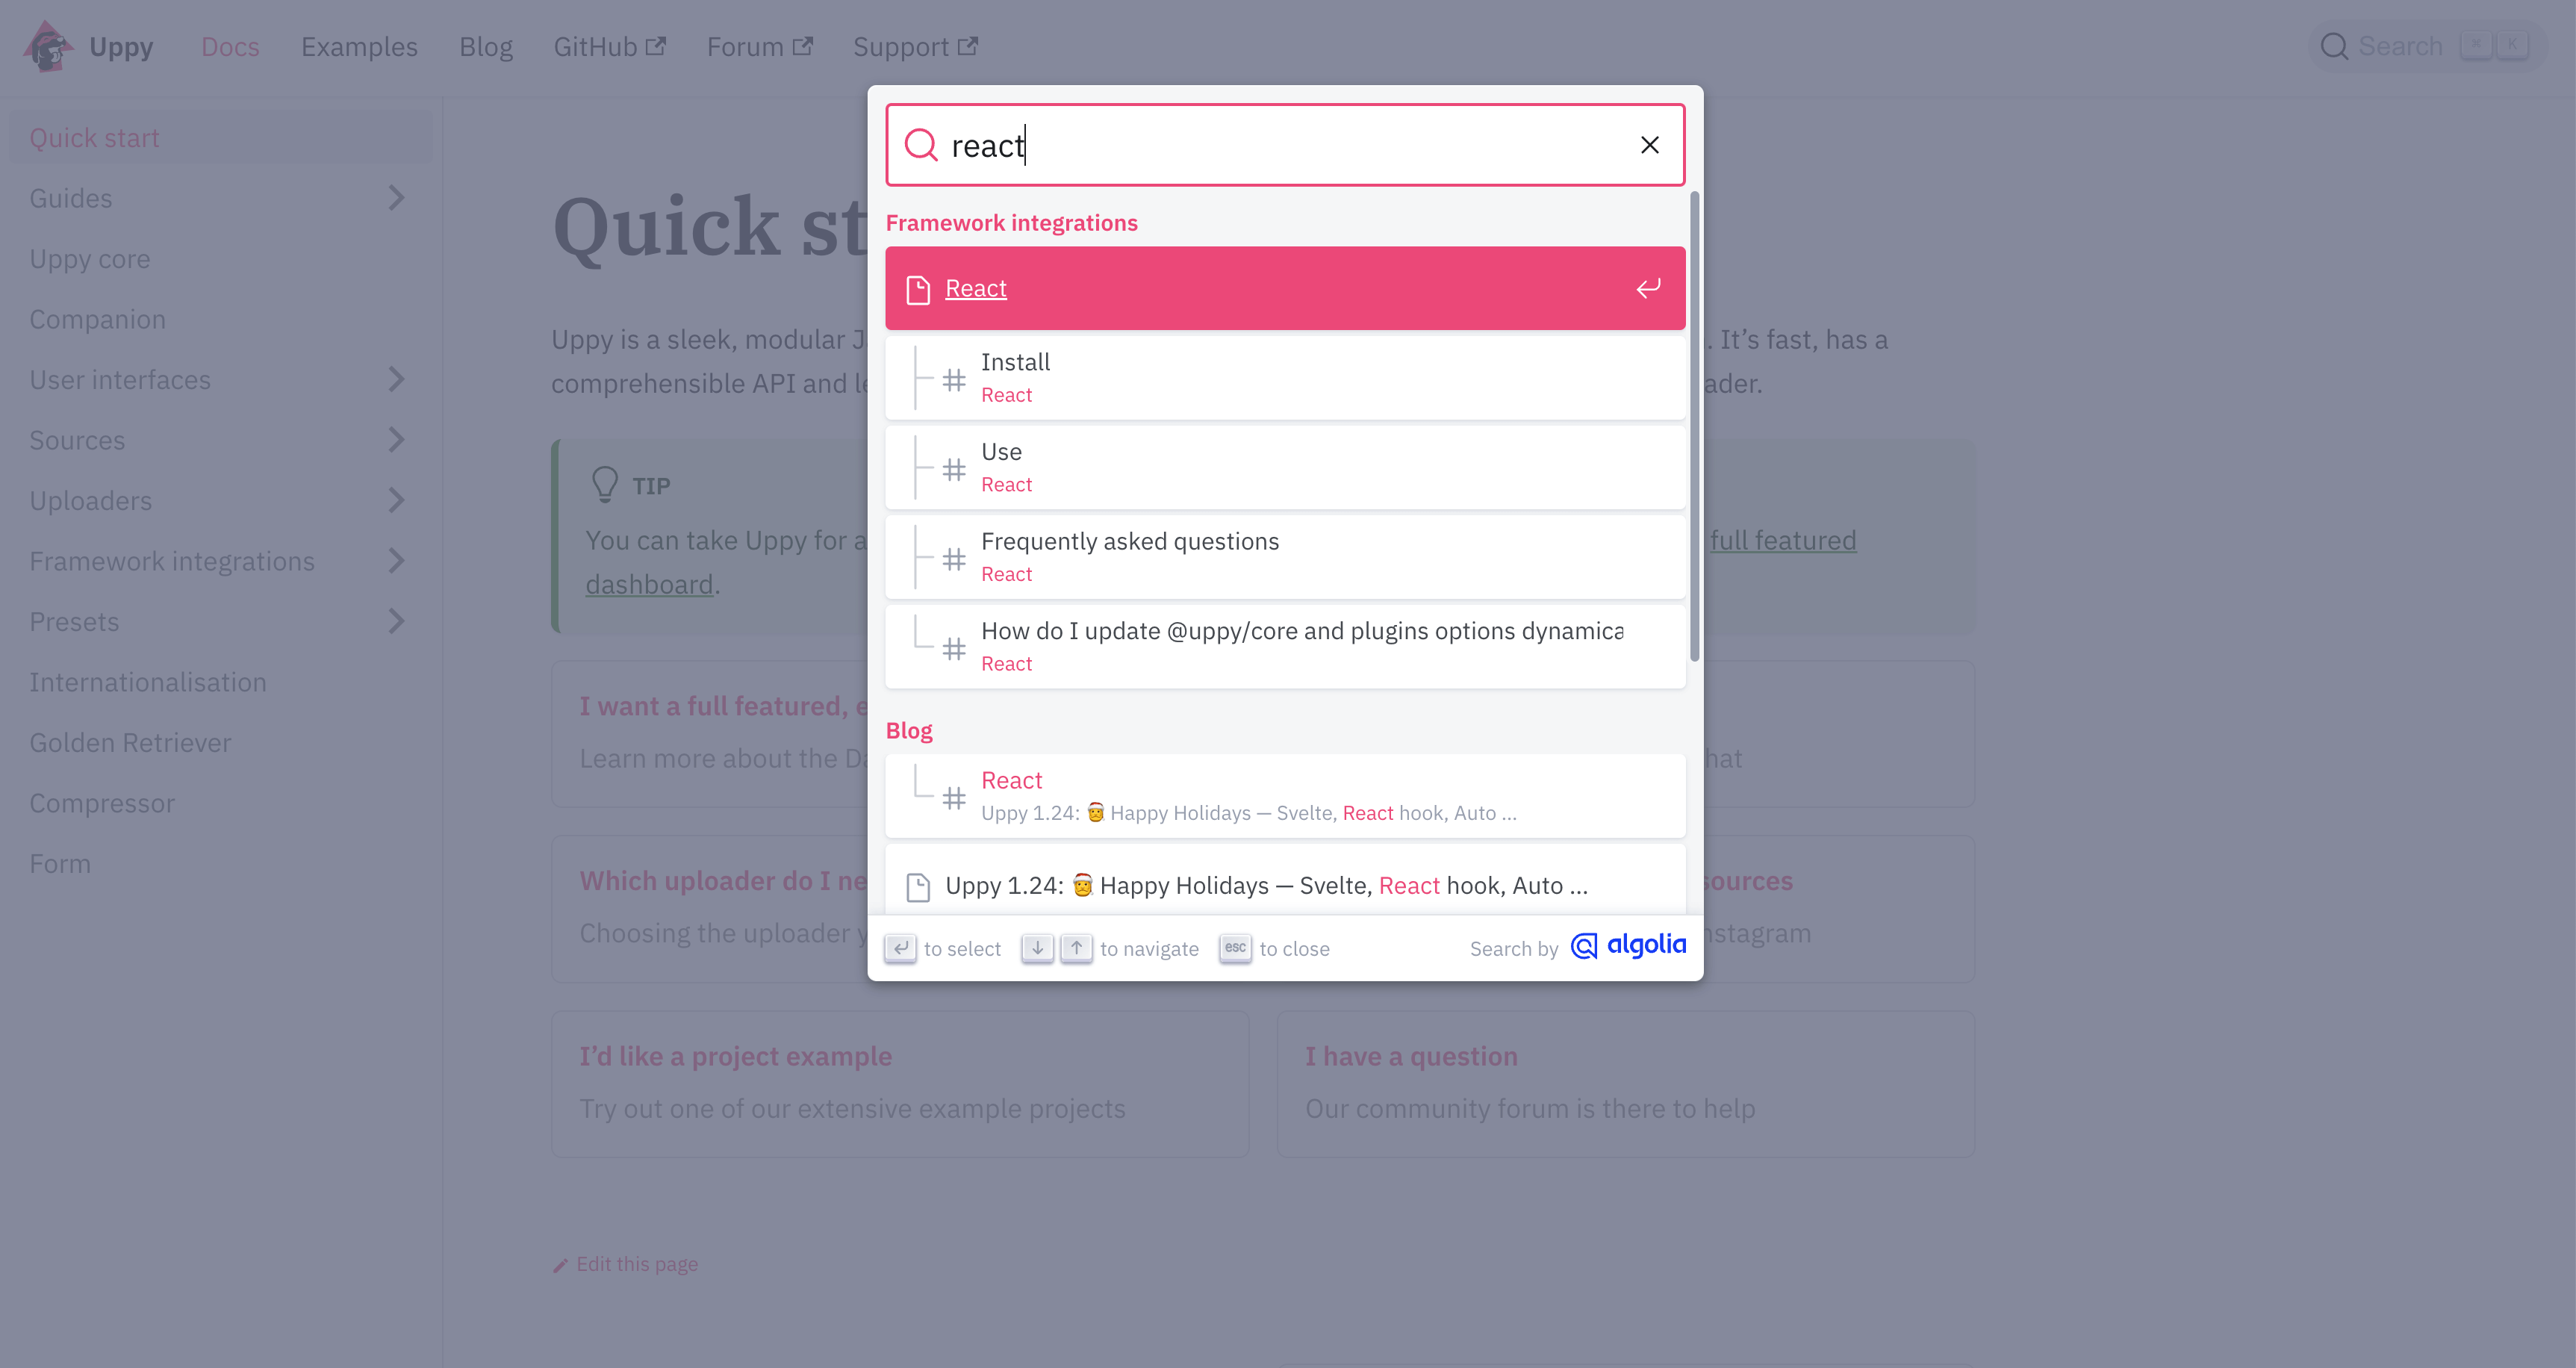 Uppy Docs Examples Blog GitHub Forum Support Search ⌘ K
Quick start
Guides
Uppy core
Companion
User interfaces
Sources
Uploaders
Framework integrations
Presets
Internationalisation
Golden Retriever
Compressor
Form
Quick
Uppy is a sleek, modular
. It's fast, has a
comprehensible API and
TIP
You can take Uppy for a
full featured
dashboard.
I want a full featured,
Learn more about the
Which uploader do I
Choosing the uploader
sources
I'd like a project example
Try out one of our extensive example projects
I have a question
Our community forum is there to help
Edit this page
react
Framework integrations
React
Install
React
Use
React
Frequently asked questions
React
How do I update @uppy/core and plugins options dynamica
React
Blog
React
Uppy 1.24: 🎅 Happy Holidays — Svelte, React hook, Auto ...
Uppy 1.24: 🎅 Happy Holidays — Svelte, React hook, Auto ...
to select to navigate esc to close Search by algolia